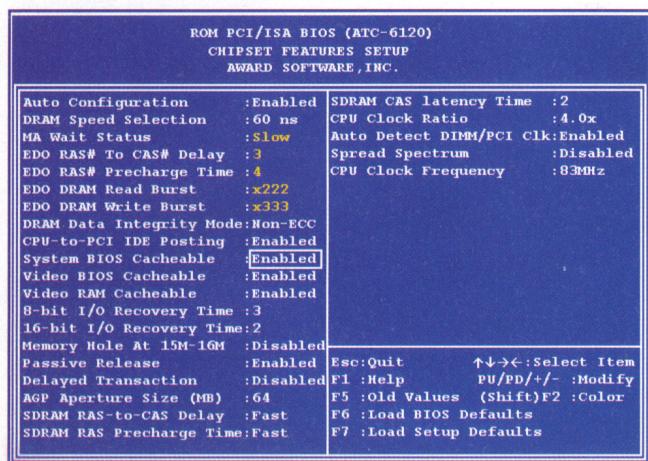 ROM PCI/ISA BIOS (ATC-6120)
CHIPSET FEATURES SETUP
AWARD SOFTWARE,INC.
Auto Configuration :Enabled
DRAM Speed Selection :60 ns
MA Wait Status :Slow
EDO RAS# To CAS# Delay :3
EDO RAS# Precharge Time :4
EDO DRAM Read Burst :x222
EDO DRAM Write Burst :x333
DRAM Data Integrity Mode:Non-ECC
CPU-to-PCI IDE Posting :Enabled
System BIOS Cacheable :Enabled
Video BIOS Cacheable :Enabled
Video RAM Cacheable :Enabled
8-bit I/O Recovery Time :3
16-bit I/O Recovery Time:2
Memory Hole At 15M-16M :Disabled
Passive Release :Enabled
Delayed Transaction :Disabled
AGP Aperture Size (MB) :64
SDRAM RAS-to-CAS Delay :Fast
SDRAM RAS Precharge Time:Fast
SDRAM CAS latency Time :2
CPU Clock Ratio :4.0x
Auto Detect DIMM/PCI Clk:Enabled
Spread Spectrum :Disabled
CPU Clock Frequency :83MHz
Esc:Quit ↑↓→←:Select Item
F1 :Help PU/PD/+/- :Modify
F5 :Old Values (Shift)F2 :Color
F6 :Load BIOS Defaults
F7 :Load Setup Defaults